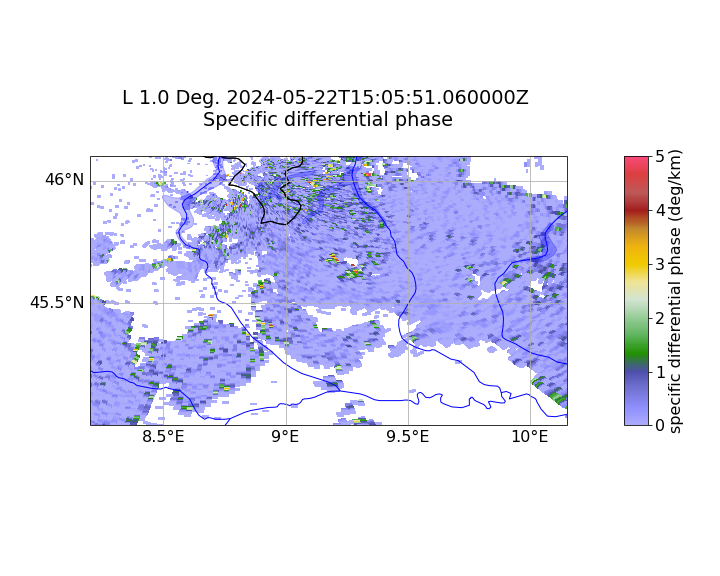 L 1.0 Deg. 2024-05-22T15:05:51.060000Z
Specific differential phase
46°N
45.5°N
8.5°E
9°E
9.5°E
10°E
5
4
3
2
1
0
specific differential phase (deg/km)